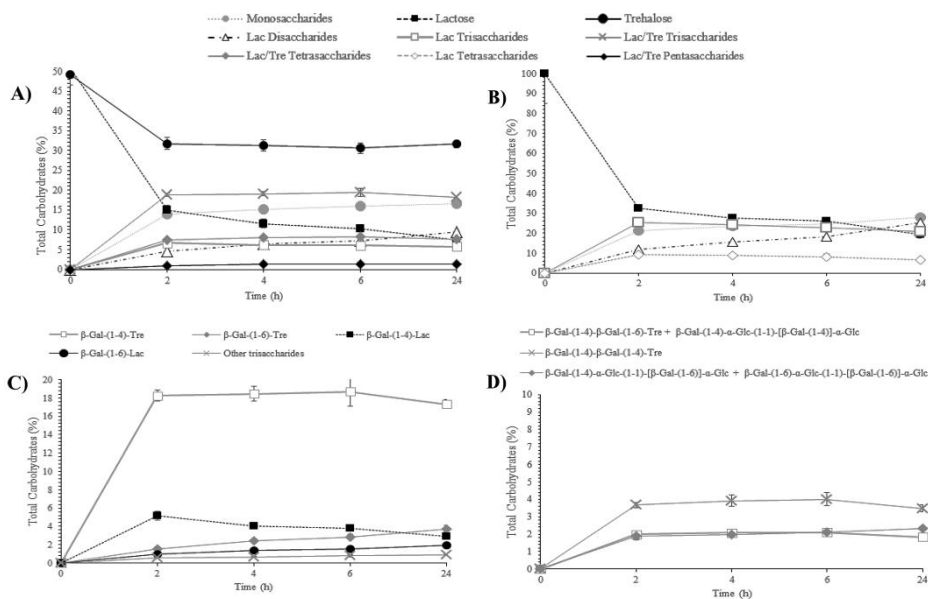 Monosaccharides Lactose Trehalose
Lac Disaccharides Lac Trisaccharides Lac/Tre Trisaccharides
Lac/Tre Tetrasaccharides Lac Tetrasaccharides Lac/Tre Pentasaccharides
A)
Total Carbohydrates (%)
50
45
40
35
30
25
20
15
10
5
0
0 2 4 6 24
Time (h)
B)
Total Carbohydrates (%)
100
90
80
70
60
50
40
30
20
10
0
0 2 4 6 24
Time (h)
β-Gal-(1-4)-Tre β-Gal-(1-6)-Tre β-Gal-(1-4)-Lac
β-Gal-(1-6)-Lac Other trisaccharides
C)
Total Carbohydrates (%)
20
18
16
14
12
10
8
6
4
2
0
0 2 4 6 24
Time (h)
β-Gal-(1-4)-β-Gal-(1-6)-Tre + β-Gal-(1-4)-α-Glc-(1-1)-[β-Gal-(1-4)]-α-Glc
β-Gal-(1-4)-β-Gal-(1-4)-Tre
β-Gal-(1-4)-α-Glc-(1-1)-[β-Gal-(1-6)]-α-Glc + β-Gal-(1-6)-α-Glc-(1-1)-[β-Gal-(1-6)]-α-Glc
D)
Total Carbohydrates (%)
10
9
8
7
6
5
4
3
2
1
0
0 2 4 6 24
Time (h)